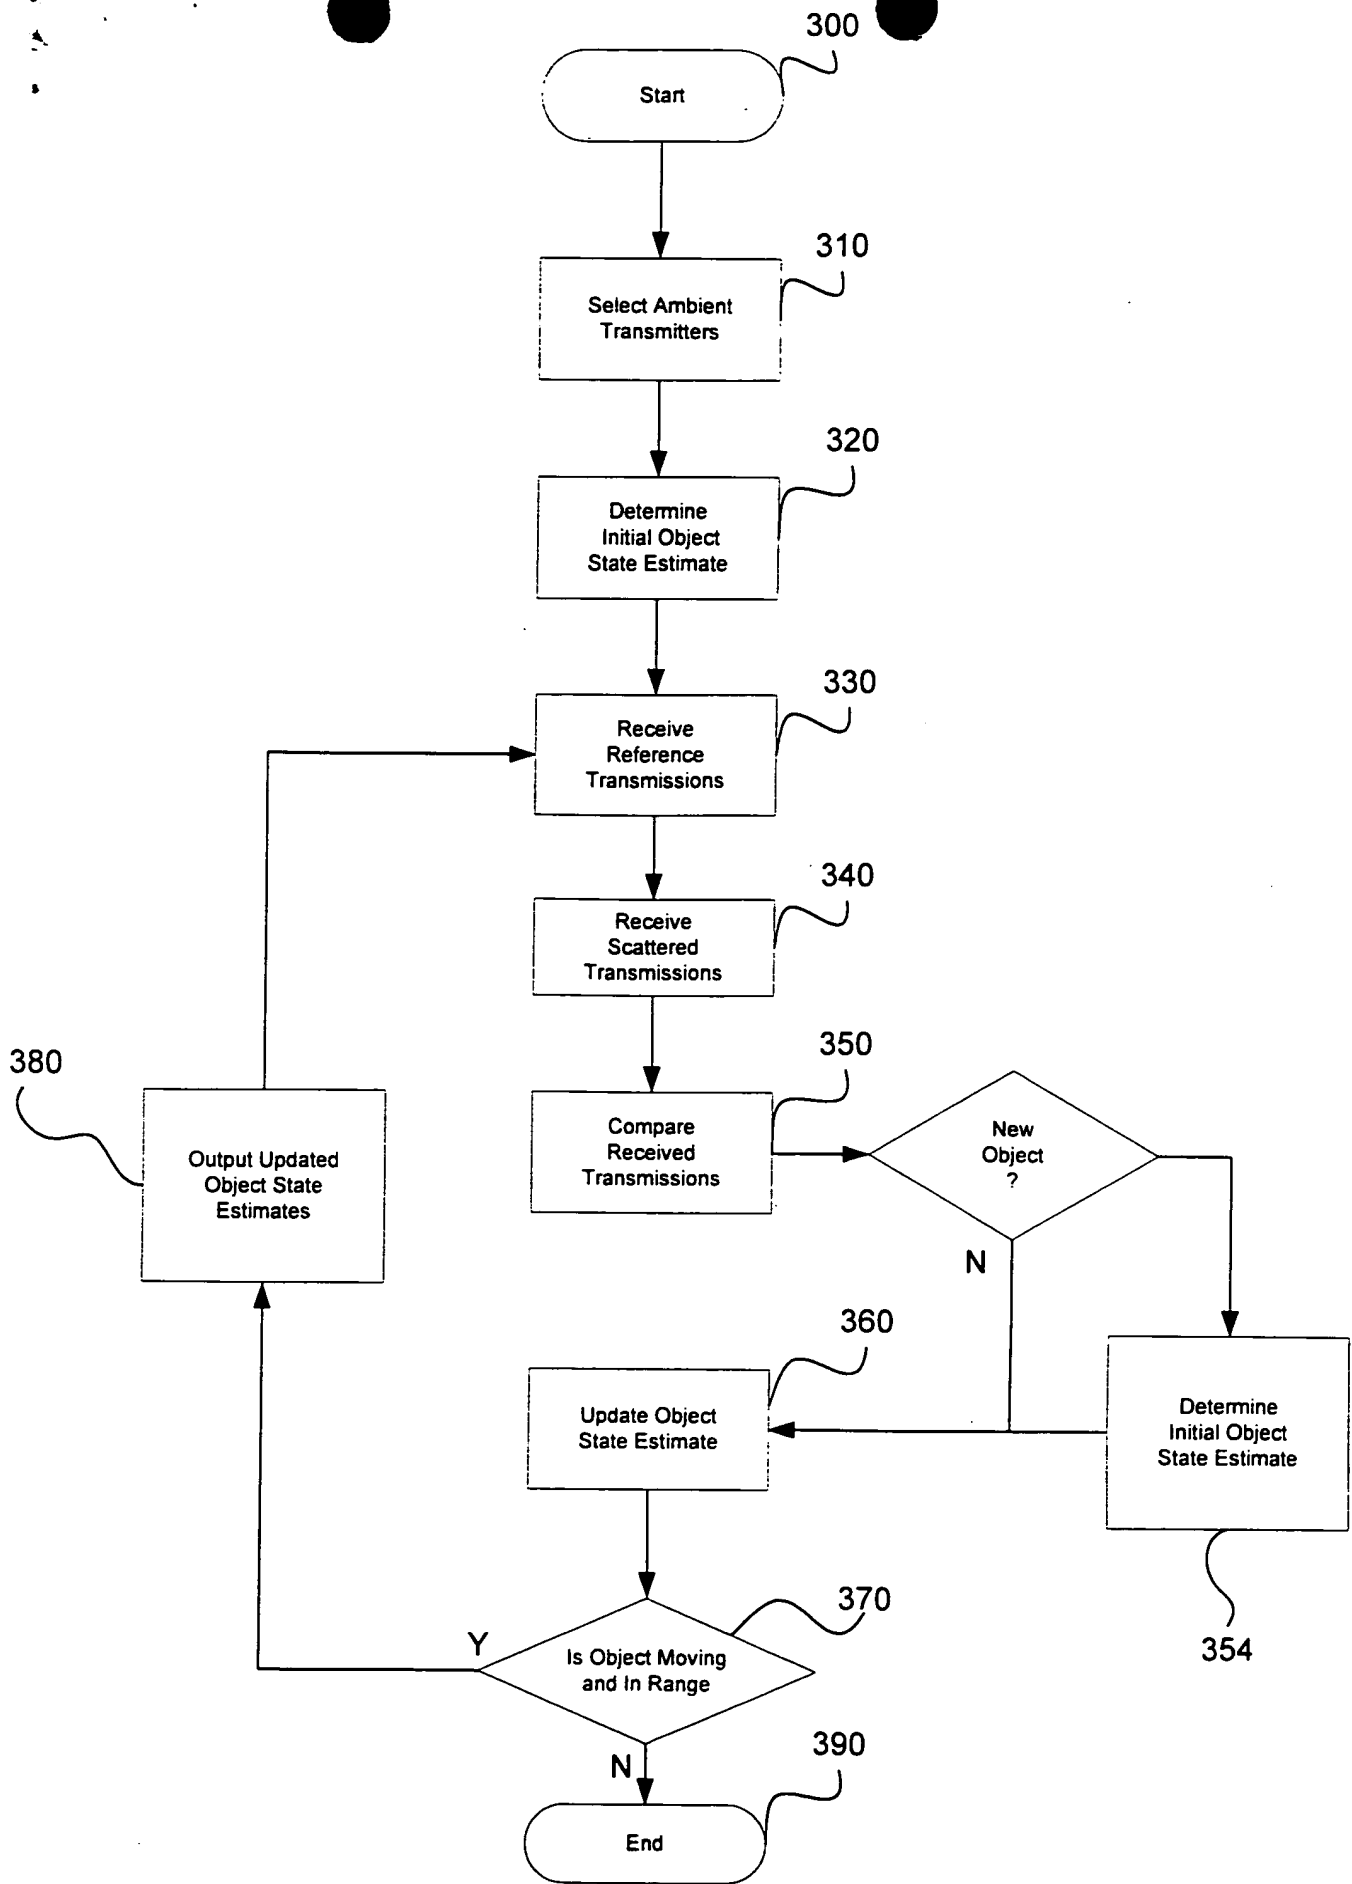 300
Start
310
Select Ambient
Transmitters
320
Determine
Initial Object
State Estimate
330
Receive
Reference
Transmissions
340
Receive
Scattered
Transmissions
350
Compare
Received
Transmissions
New
Object
?
N
380
Output Updated
Object State
Estimates
360
Update Object
State Estimate
Determine
Initial Object
State Estimate
354
370
Y
Is Object Moving
and In Range
N
390
End